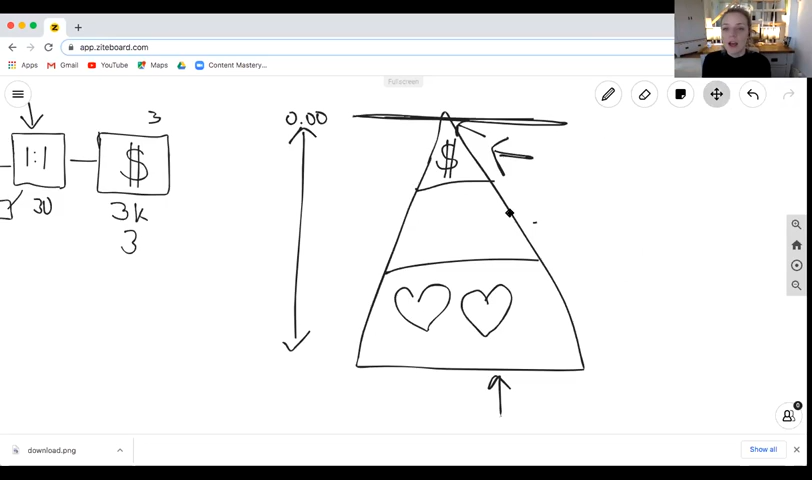 app.ziteboard.com
Apps
Gmail
YouTube
Maps
Content Mastery...
Fullscreen
0.00
3
1:1
$
$
30
3K
3
0
download.png
Show all